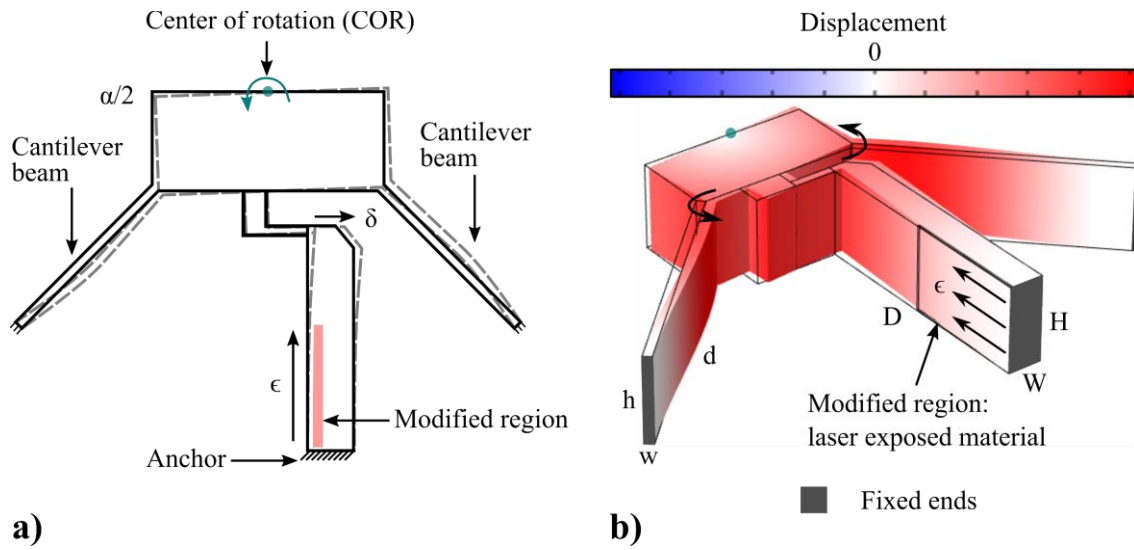 a)
Center of rotation (COR)
α/2
Cantilever
beam
Cantilever
beam
δ
ϵ
Modified region
Anchor
b)
Displacement
0
ϵ
D
H
W
d
h
w
Modified region:
laser exposed material
Fixed ends